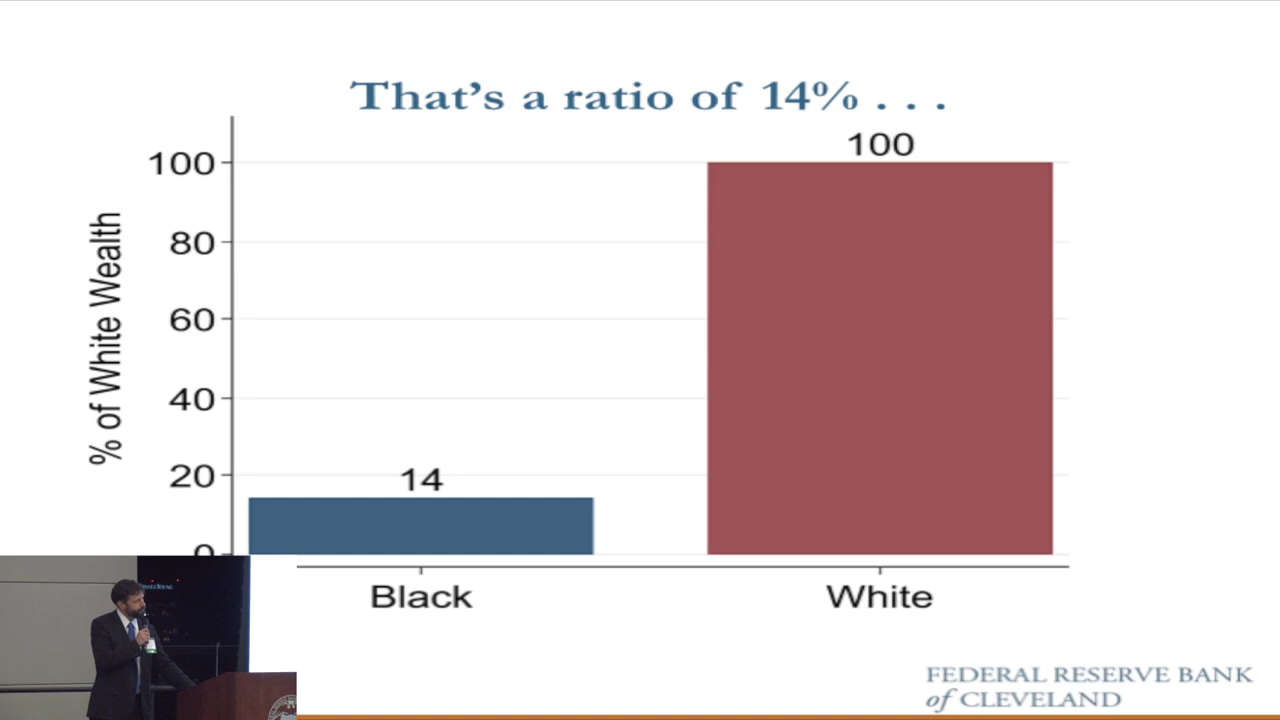 That's a ratio of 14% . . .
% of White Wealth
100
80
60
40
20
0
14
100
Black
White
FEDERAL RESERVE BANK
of CLEVELAND